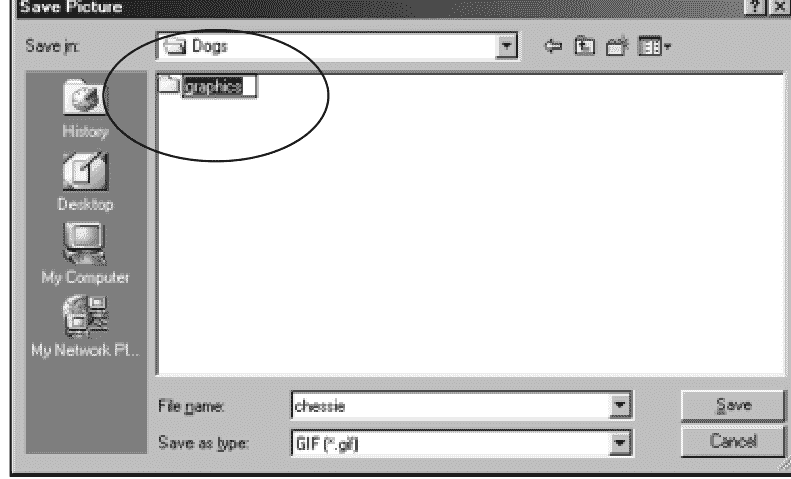 Save Picture
Save in:
Dogs
graphics
History
Desktop
My Computer
My Network Pl...
File name:
chessie
Save
Save as type:
GIF (*.gif)
Cancel